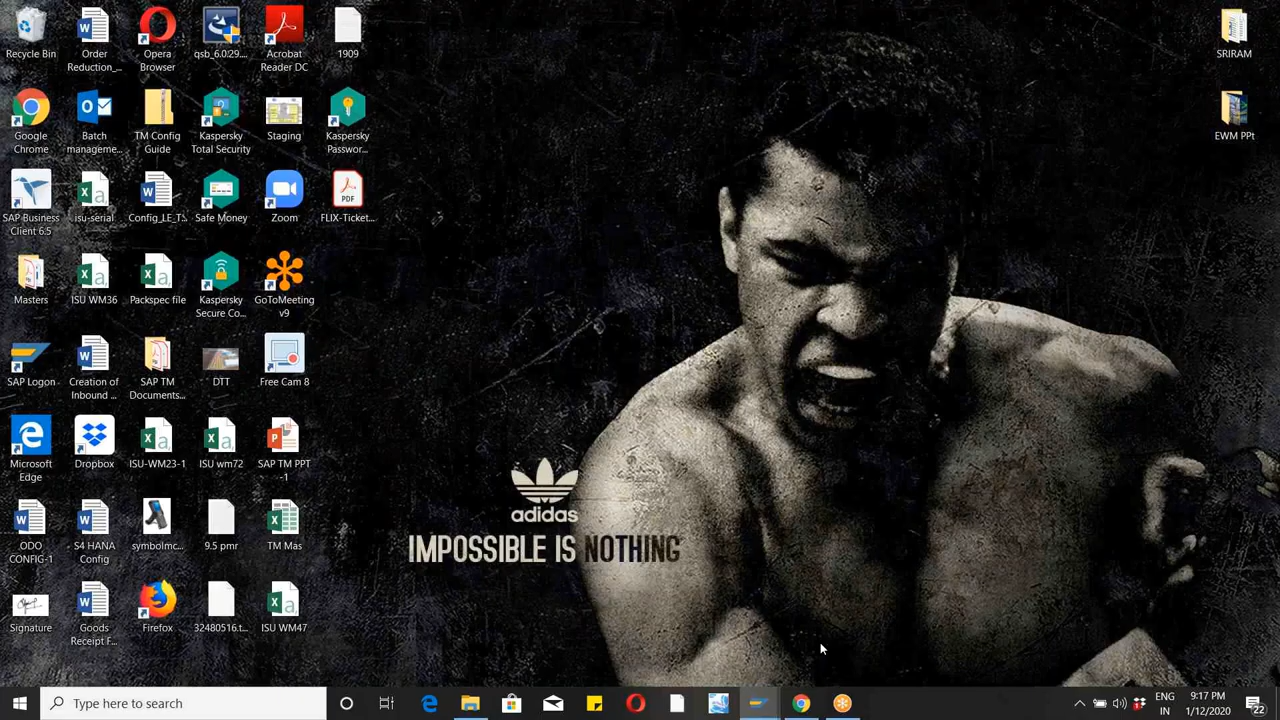 Recycle Bin
Order
Reduction_...
Opera
Browser
qsb_6.0.29....
Acrobat
Reader DC
1909
SRIRAM
Google
Chrome
Batch
manageme...
TM Config
Guide
Kaspersky
Total Security
Staging
Kaspersky
Passwor...
EWM PPt
SAP Business
Client 6.5
isu-serial
Config_LE_T...
Safe Money
Zoom
PDF
FLIX-Ticket...
Masters
ISU WM36
Packspec file
Kaspersky
Secure Co...
GoToMeeting
v9
SAP Logon
Creation of
Inbound ...
SAP TM
Documents...
DTT
Free Cam 8
Microsoft
Edge
Dropbox
ISU-WM23-1
ISU wm72
SAP TM PPT
-1
adidas
IMPOSSIBLE IS NOTHING
ODO
CONFIG-1
S4 HANA
Config
symbolmc...
9.5 pmr
TM Mas
Signature
Goods
Receipt F...
Firefox
32480516.t...
ISU WM47
Type here to search
ENG
IN
9:17 PM
1/12/2020
22